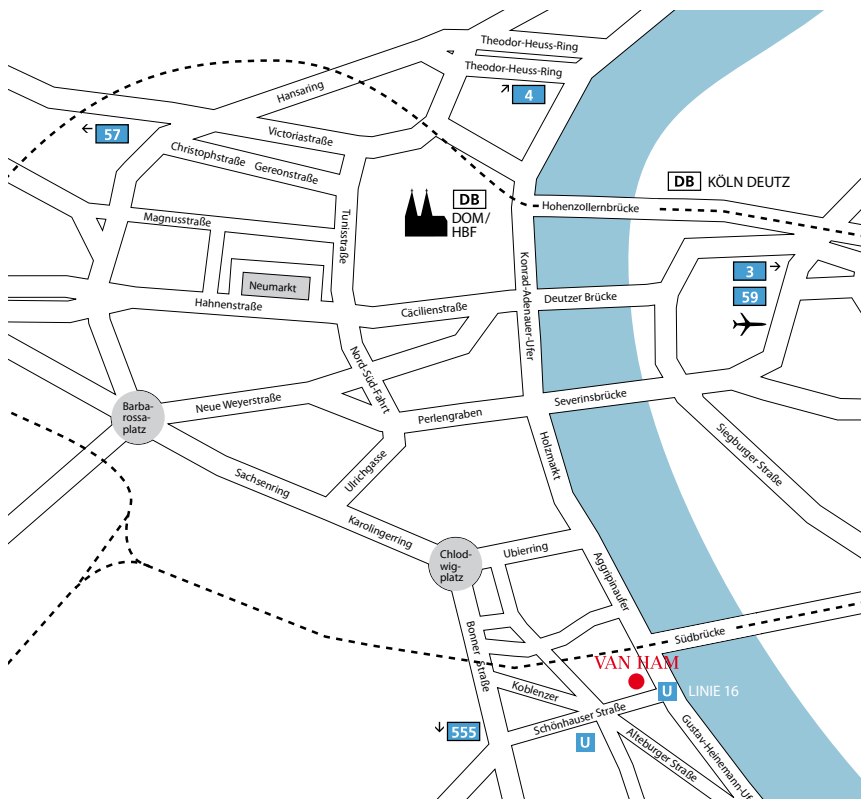 Theodor-Heuss-Ring
Theodor-Heuss-Ring
Hansaring
4
57
Victoriastraße
Christophstraße
Gereonstraße
DB KÖLN DEUTZ
DB
DOM/
HBF
Hohenzollernbrücke
Magnusstraße
Tunisstraße
Konrad-Adenauer-Ufer
3
59
Neumarkt
Hahnenstraße
Cäcilienstraße
Deutzer Brücke
Nord-Süd-Fahrt
Barba-
rossa-
platz
Neue Weyerstraße
Perlengraben
Severinsbrücke
Siegburger Straße
Holzmarkt
Ulrichgasse
Sachsenring
Karolingerring
Chlod-
wig-
platz
Ubierring
Aggripinaufer
Bonner Straße
Südbrücke
VAN HAM
U LINIE 16
Koblenzer
Schönhauser Straße
555
U
Alteburger Straße
Gustav-Heinemann-Uf